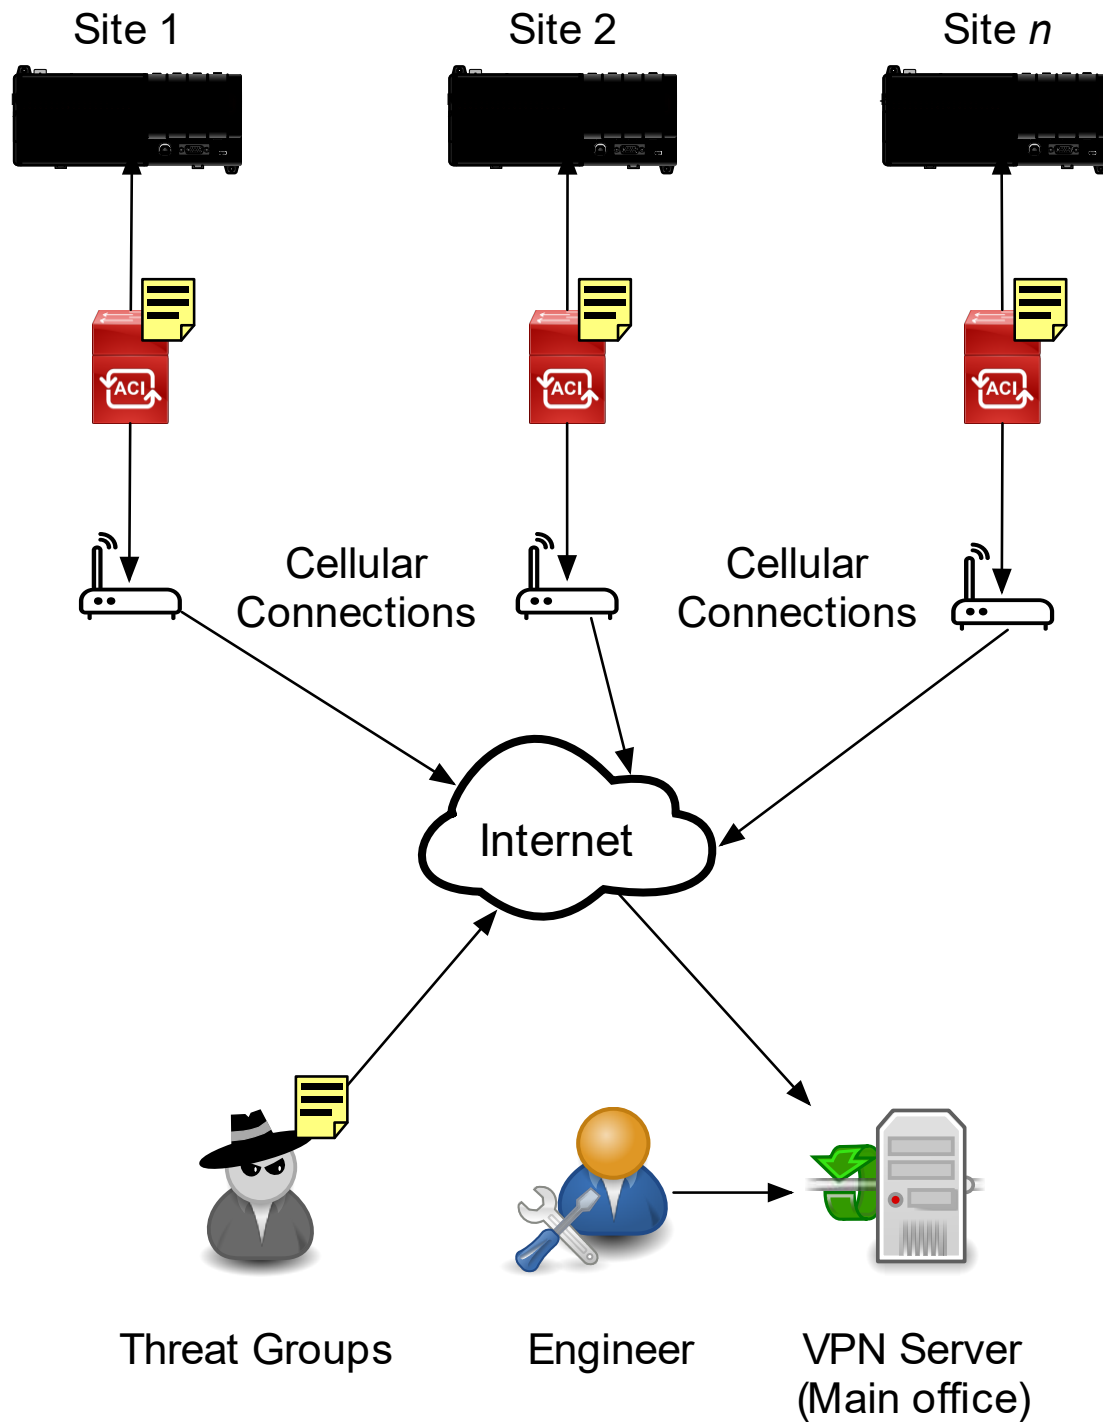 Site 1
Site 2
Site n
ACI
ACI
ACI
Cellular
Connections
Cellular
Connections
Internet
Threat Groups
Engineer
VPN Server
(Main office)